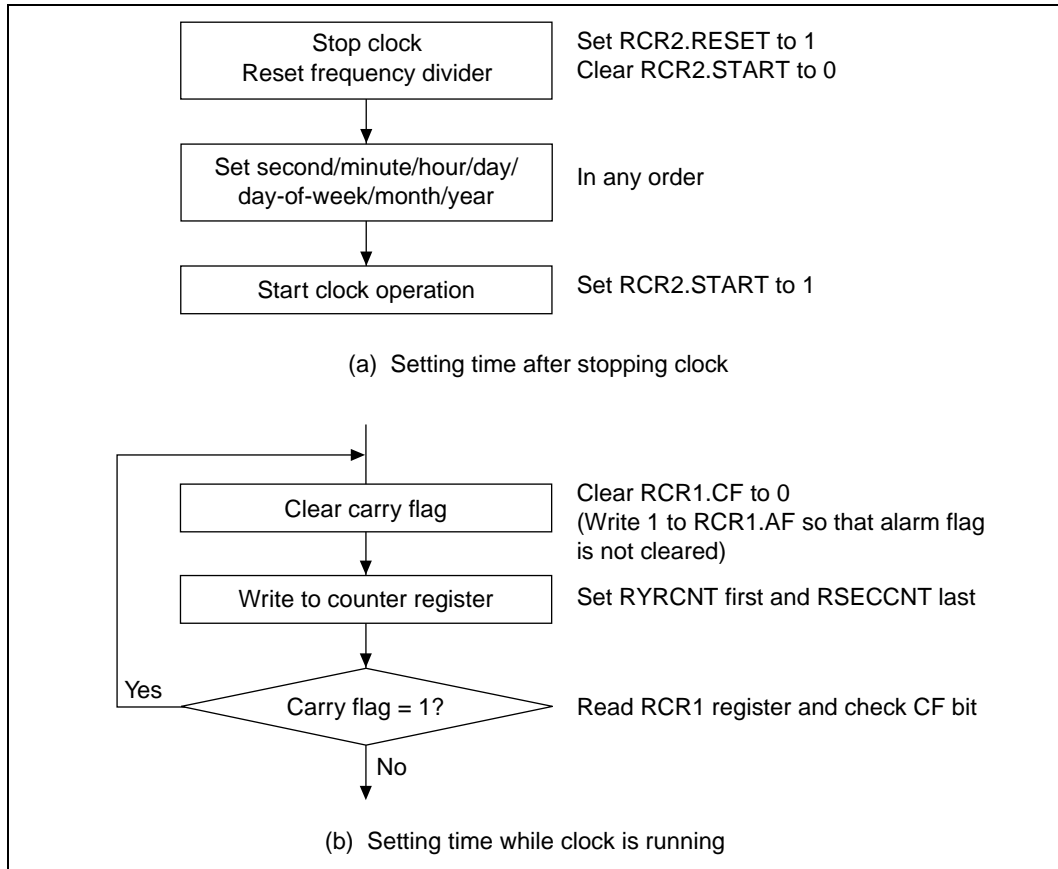 Stop clock
Reset frequency divider
Set RCR2.RESET to 1
Clear RCR2.START to 0
Set second/minute/hour/day/
day-of-week/month/year
In any order
Start clock operation
Set RCR2.START to 1
(a) Setting time after stopping clock
Clear carry flag
Clear RCR1.CF to 0
(Write 1 to RCR1.AF so that alarm flag
is not cleared)
Write to counter register
Set RYRCNT first and RSECCNT last
Yes
Carry flag = 1?
Read RCR1 register and check CF bit
No
(b) Setting time while clock is running